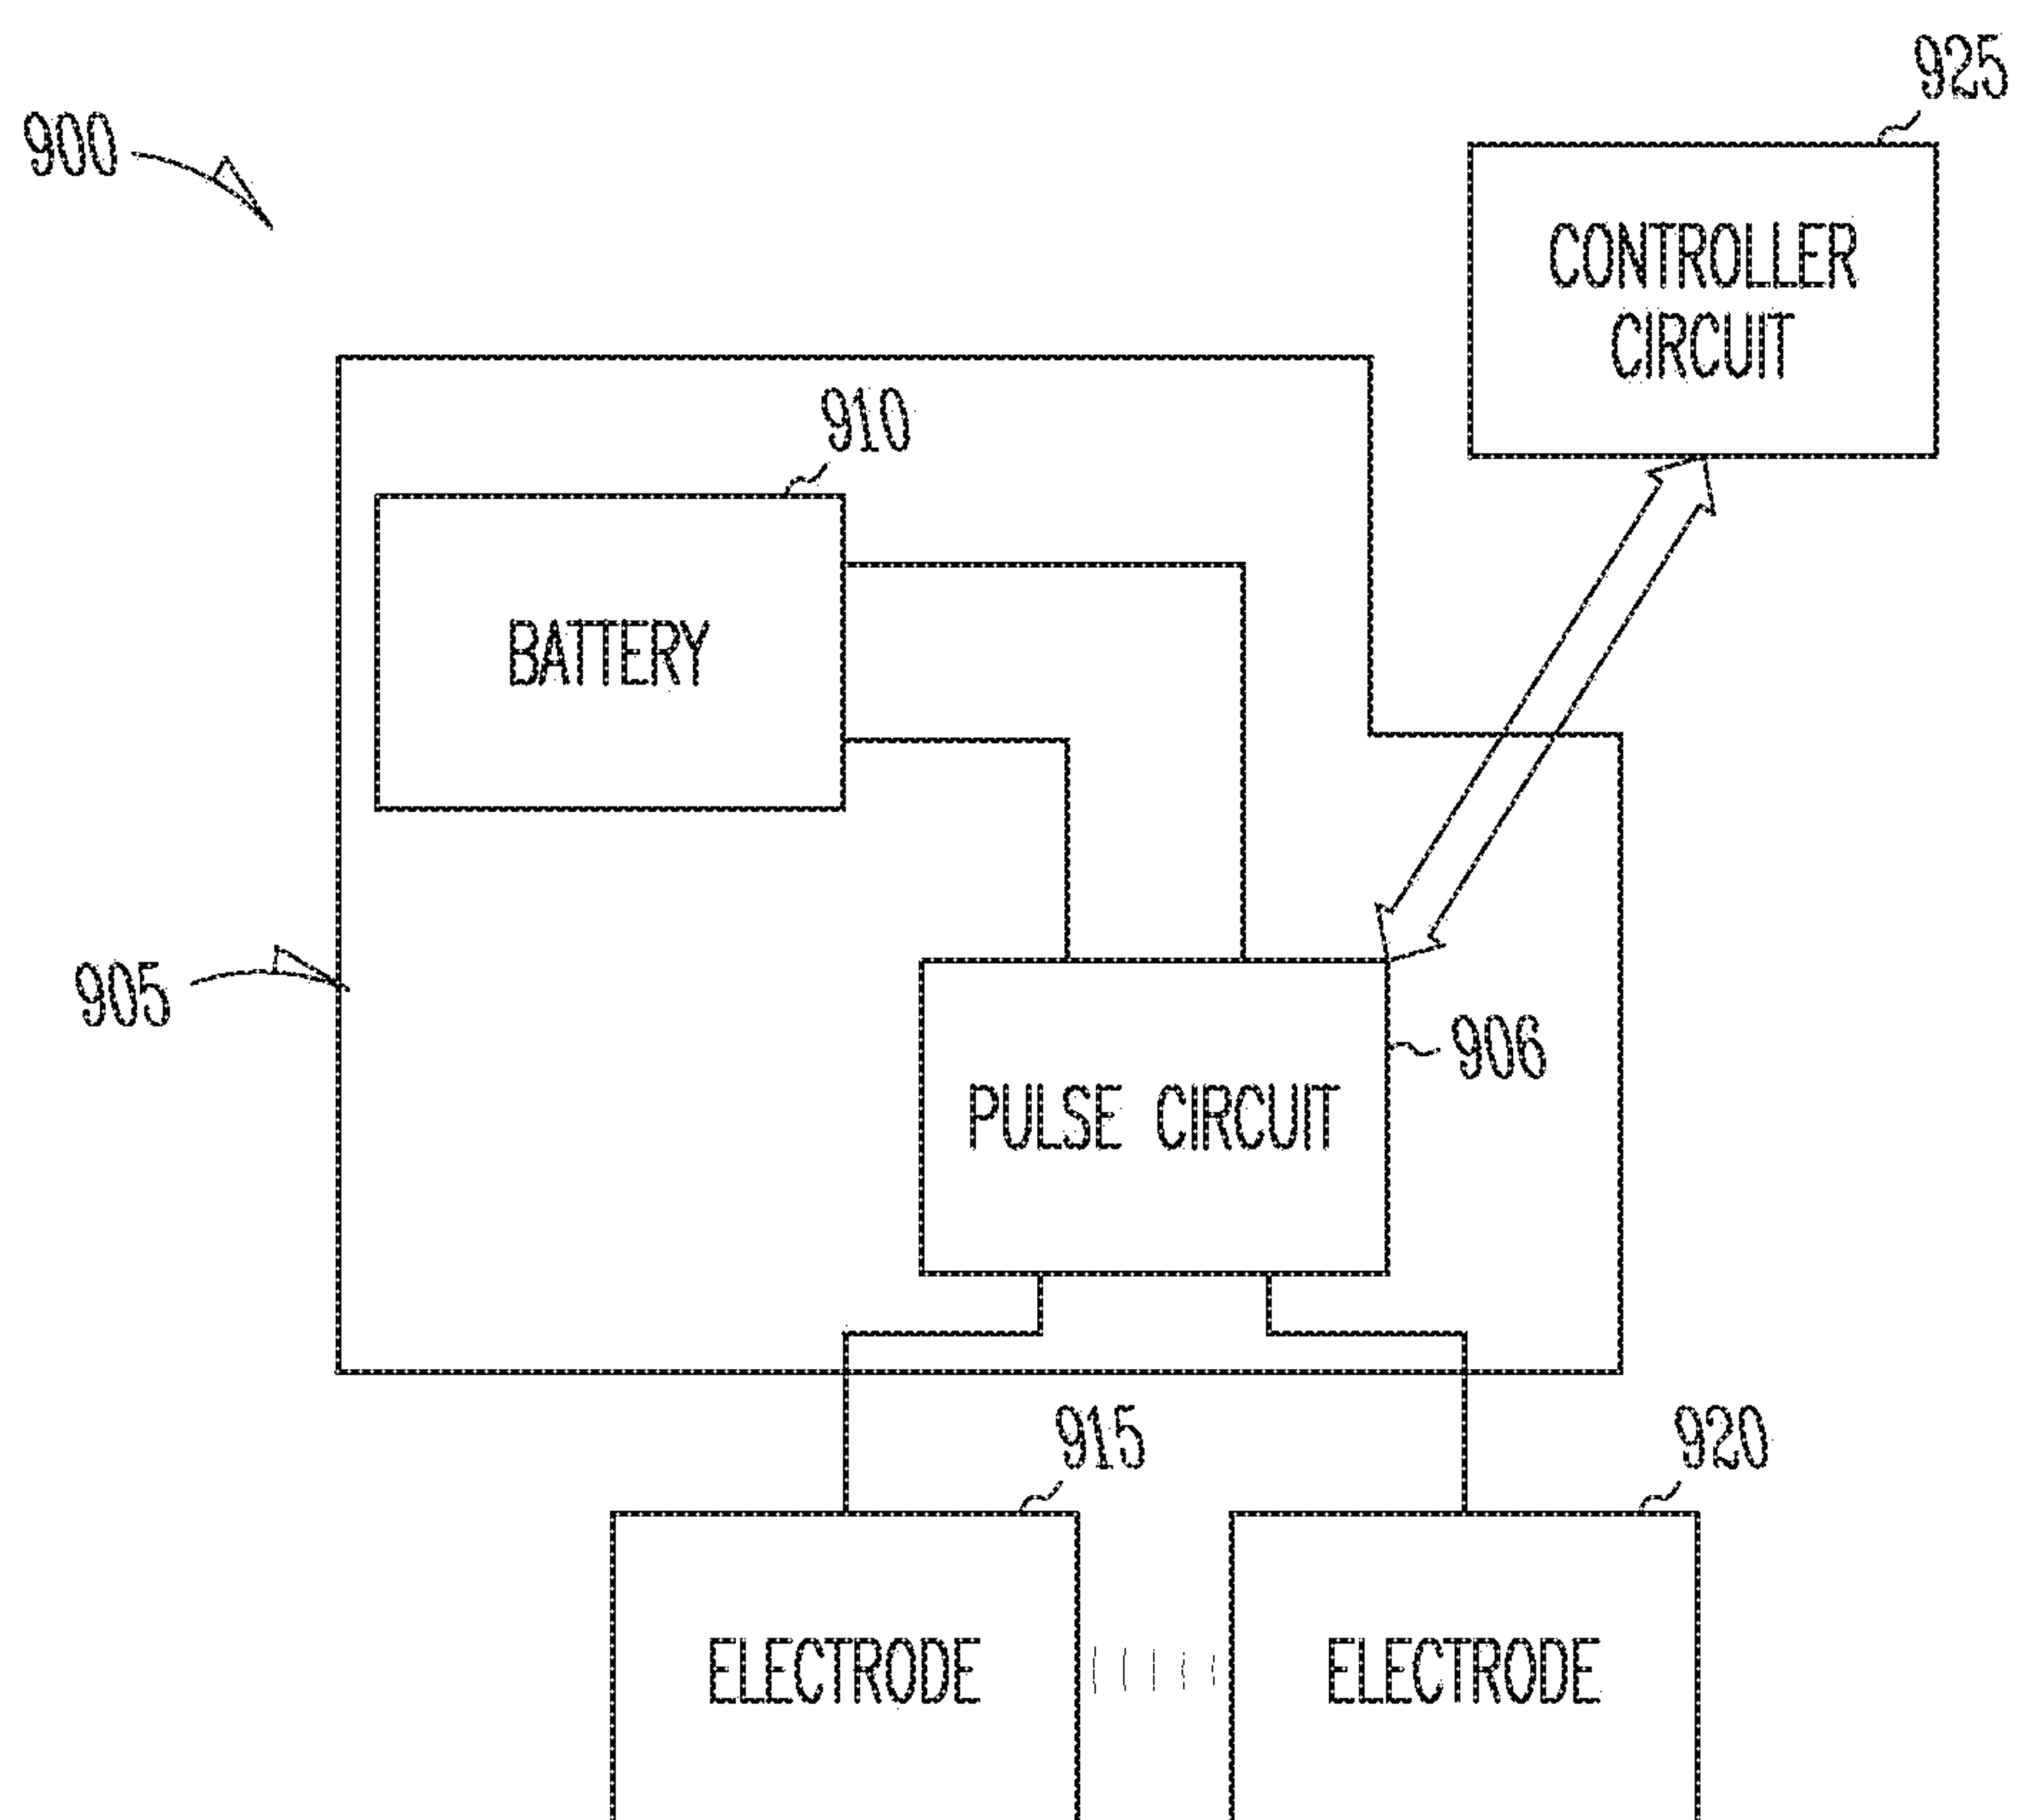 925
900
CONTROLLER
CIRCUIT
910
BATTERY
905
906
PULSE CIRCUIT
915
920
ELECTRODE
ELECTRODE